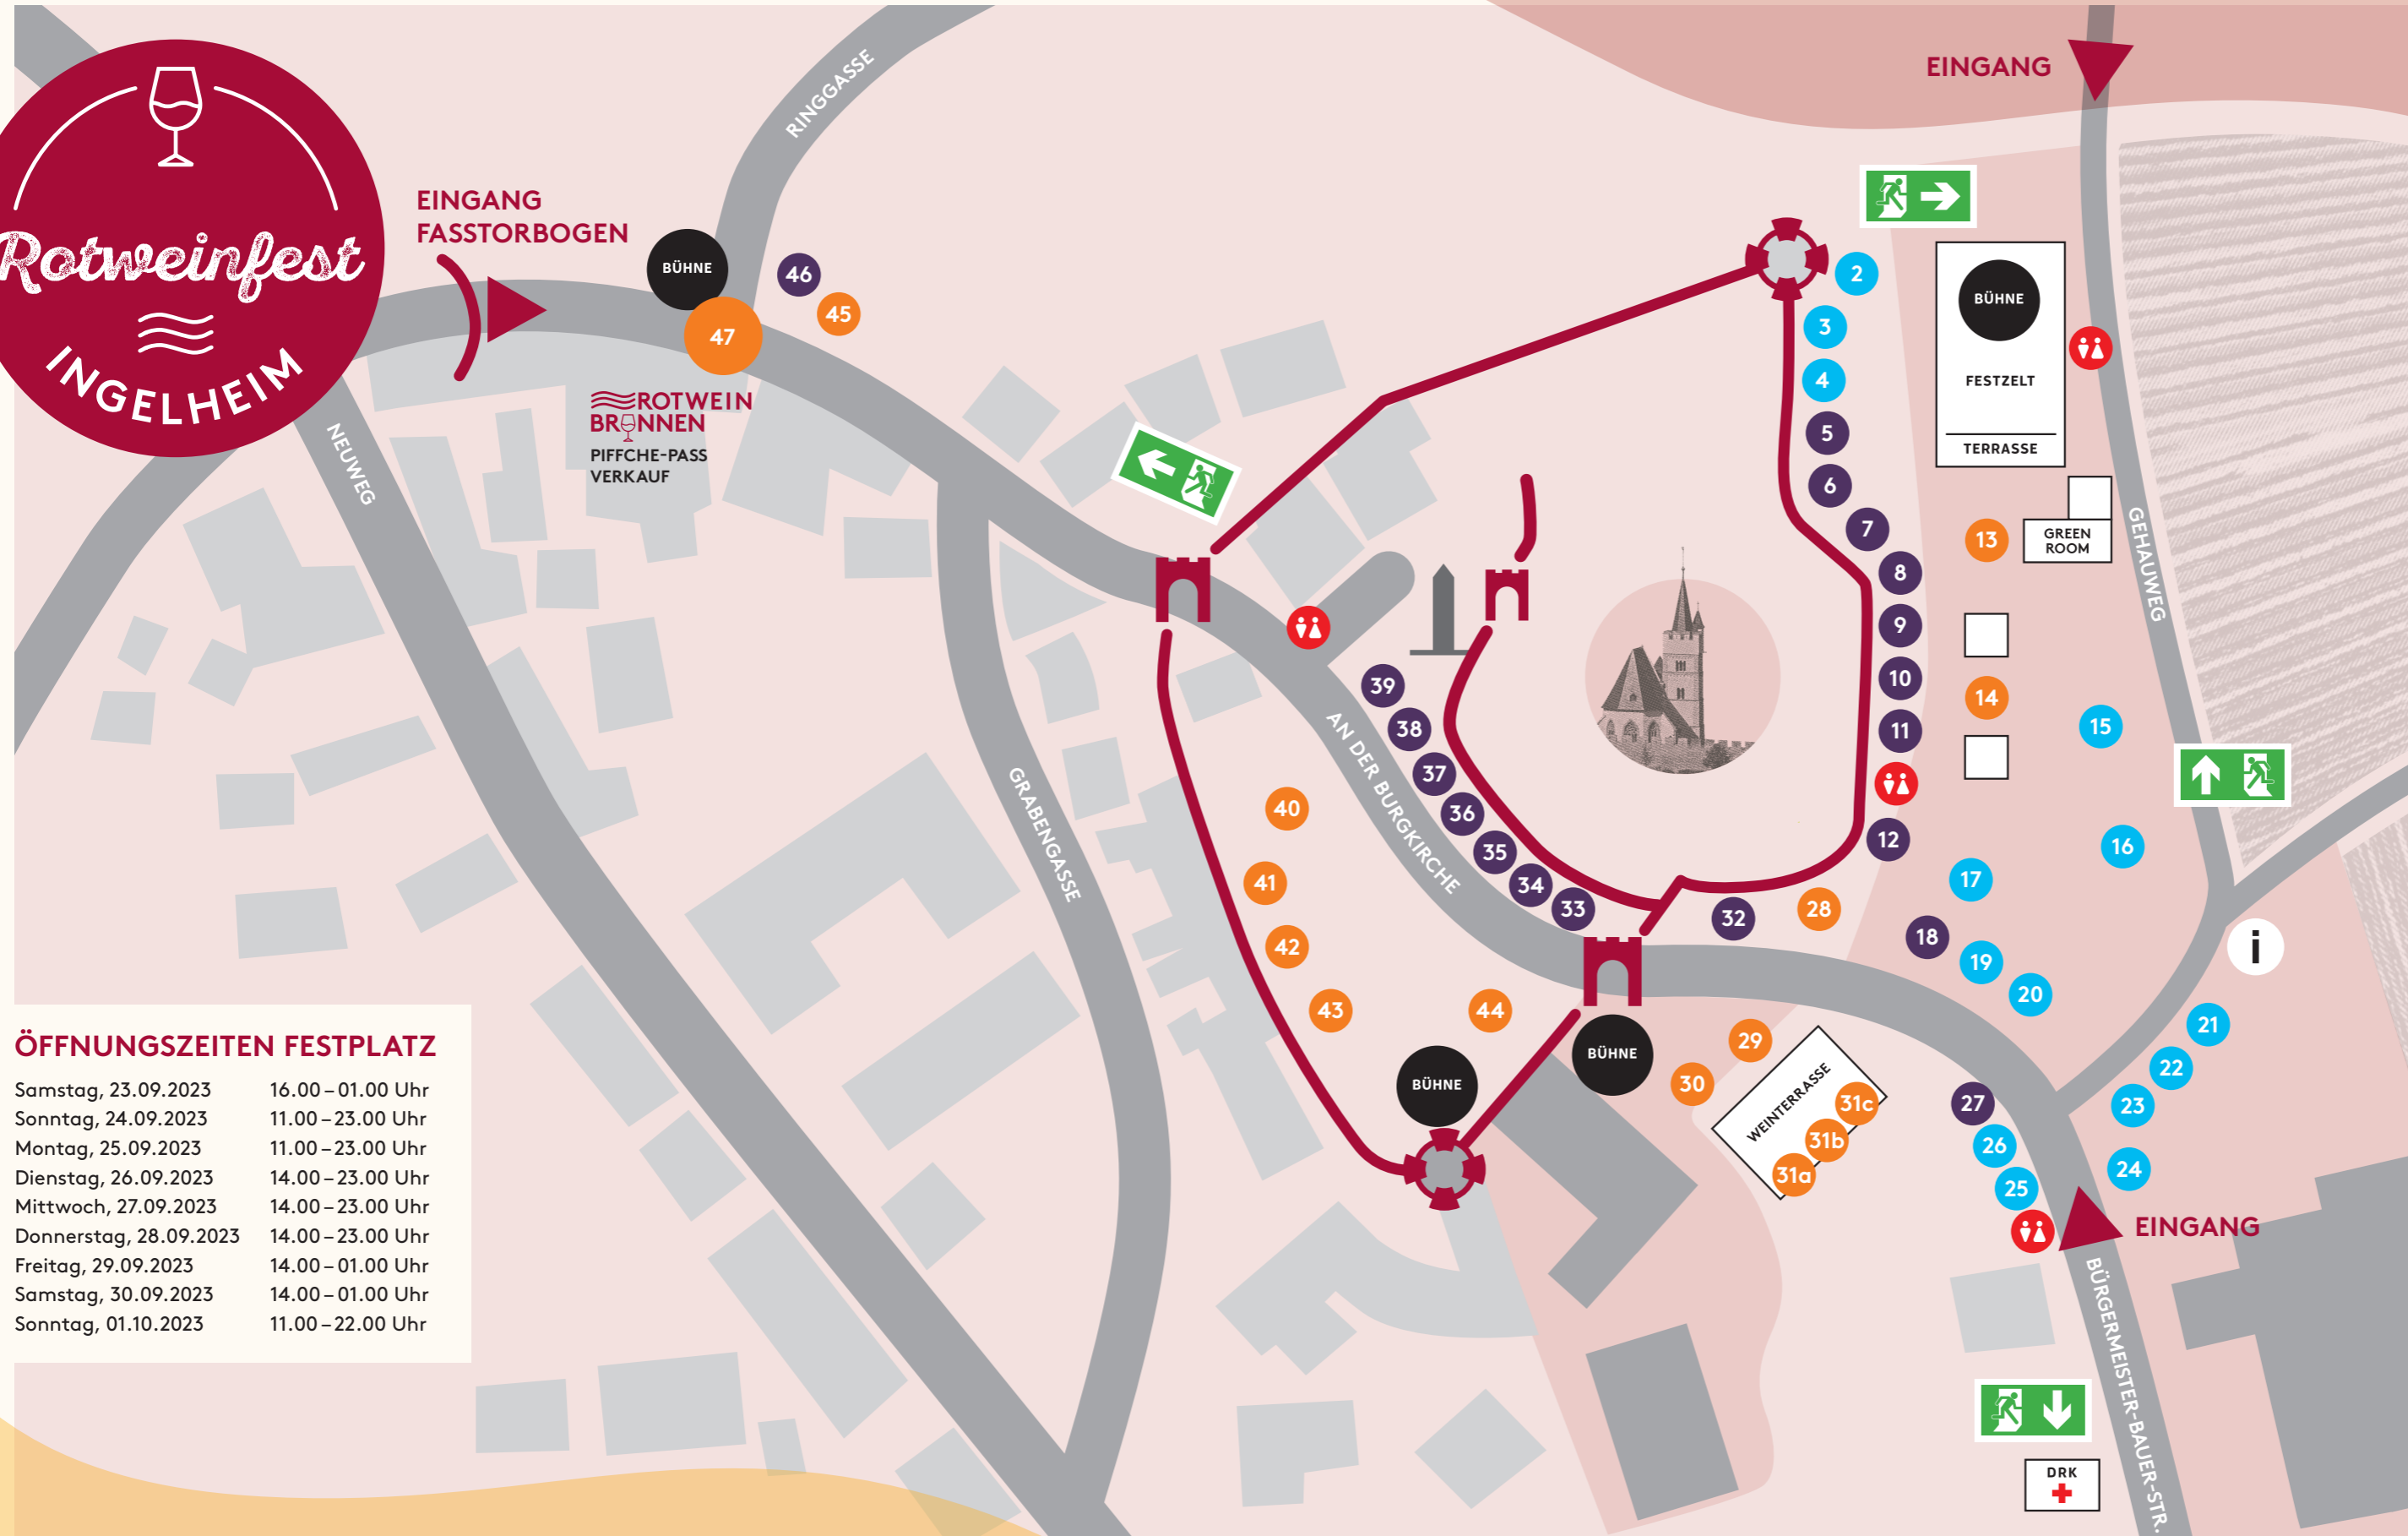 Rotweinfest
INGELHEIM
EINGANG
FASSTORBOGEN
RINGGASSE
EINGANG
BÜHNE
46
45
47
ROTWEIN
BRUNNEN
PIFFCHE-PASS
VERKAUF
NEUWEG
GRABENGASSE
AN DER BURGKIRCHE
GEHAUWEG
2
3
4
5
6
7
8
9
10
11
12
BÜHNE
FESTZELT
TERRASSE
13
GREEN
ROOM
14
15
16
17
18
19
20
i
21
22
23
24
25
26
27
28
29
30
WEINTERRASSE
31a
31b
31c
32
33
34
35
36
37
38
39
40
41
42
43
44
BÜHNE
BÜHNE
EINGANG
BÜRGERMEISTER-BAUER-STR.
DRK
ÖFFNUNGSZEITEN FESTPLATZ
Samstag, 23.09.2023 16.00–01.00 Uhr
Sonntag, 24.09.2023 11.00–23.00 Uhr
Montag, 25.09.2023 11.00–23.00 Uhr
Dienstag, 26.09.2023 14.00–23.00 Uhr
Mittwoch, 27.09.2023 14.00–23.00 Uhr
Donnerstag, 28.09.2023 14.00–23.00 Uhr
Freitag, 29.09.2023 14.00–01.00 Uhr
Samstag, 30.09.2023 14.00–01.00 Uhr
Sonntag, 01.10.2023 11.00–22.00 Uhr